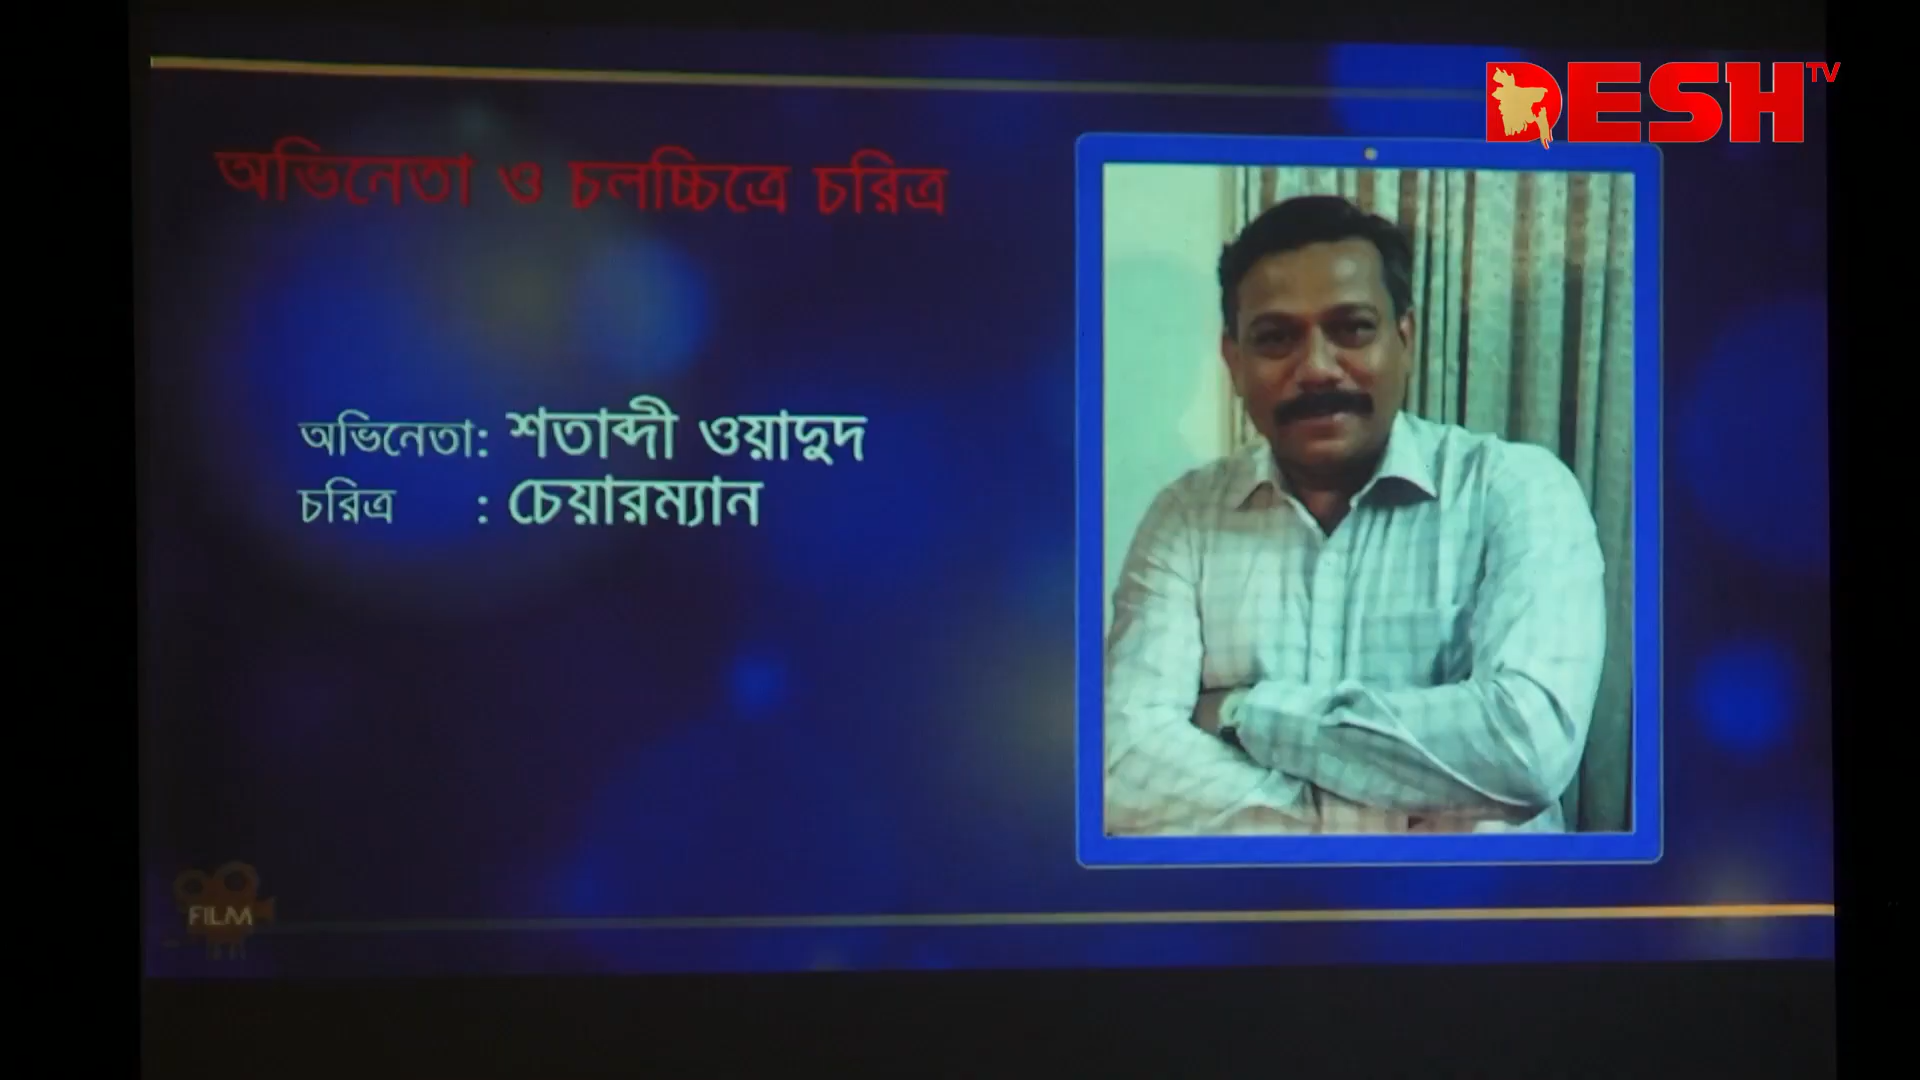 DESH TV
অভিনেতা ও চলচ্চিত্রে চরিত্র
অভিনেতা: শতাব্দী ওয়াদুদ
চরিত্র : চেয়ারম্যান
FILM